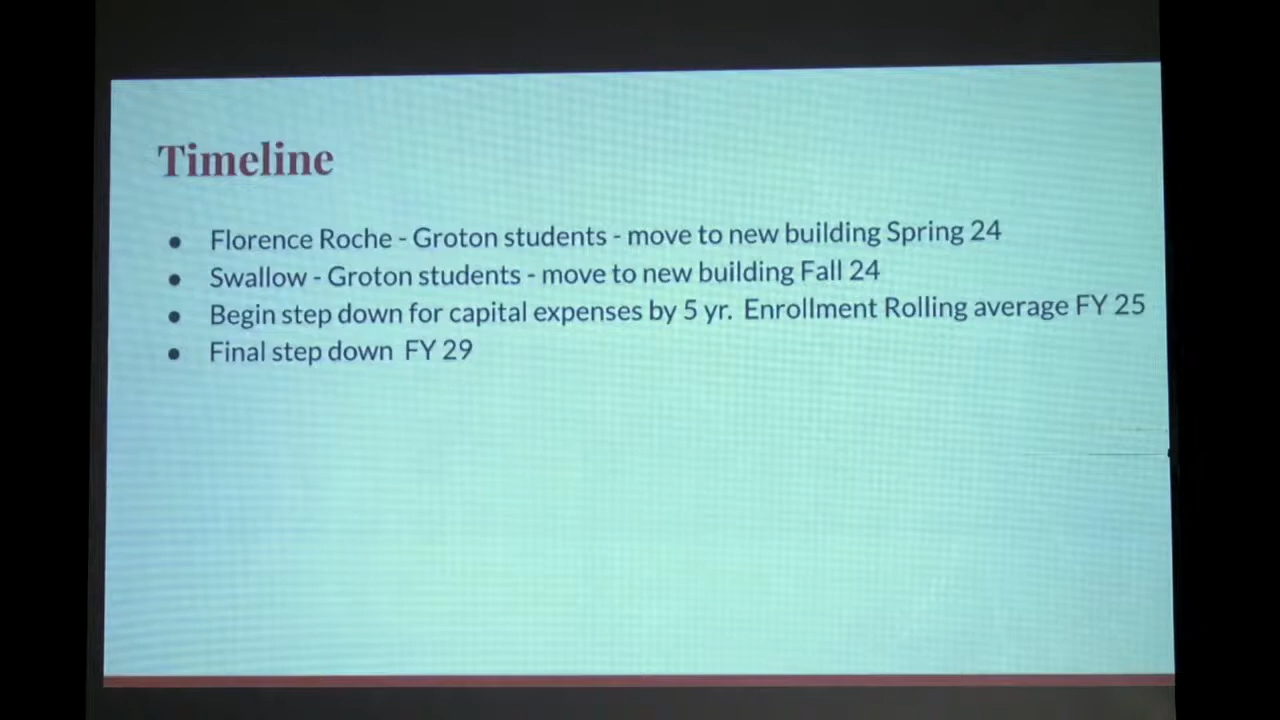 Timeline
● Florence Roche - Groton students - move to new building Spring 24
● Swallow - Groton students - move to new building Fall 24
● Begin step down for capital expenses by 5 yr. Enrollment Rolling average FY 25
● Final step down FY 29